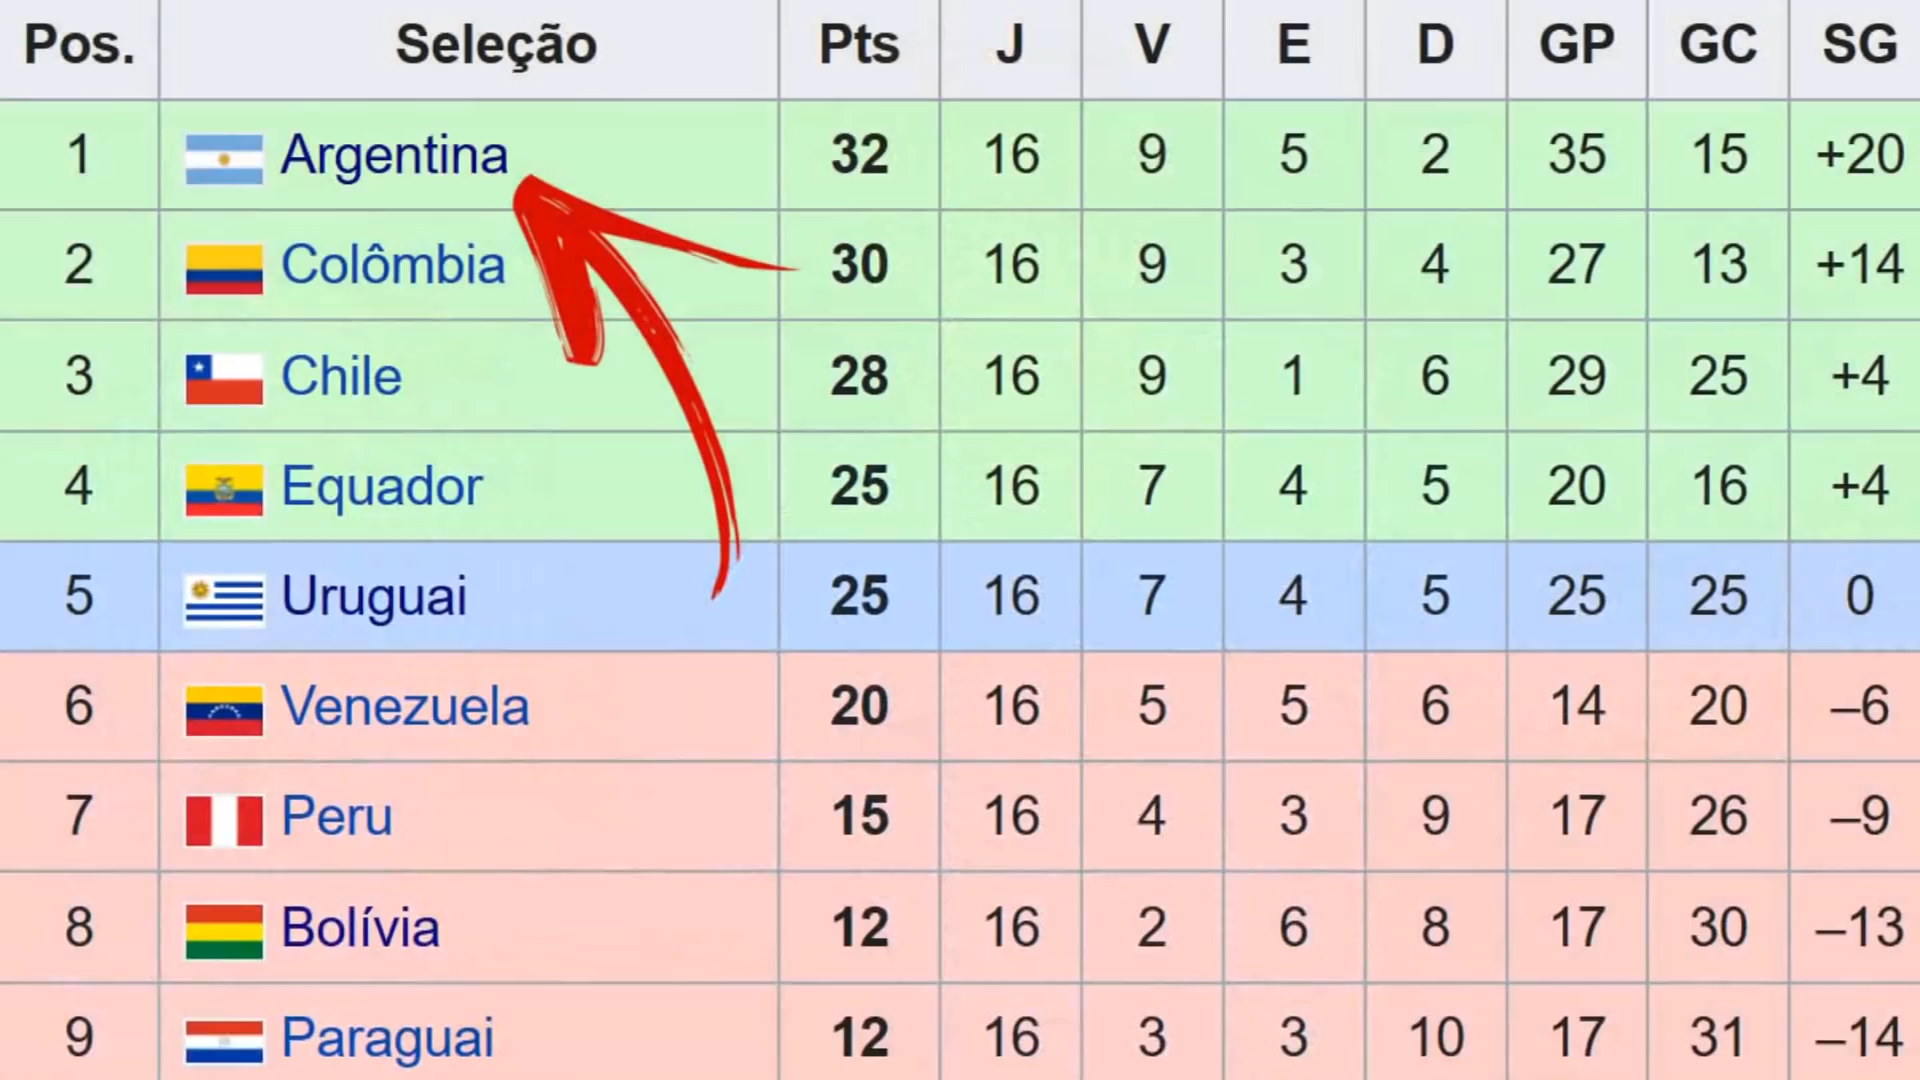 Pos. Seleção Pts J V E D GP GC SG
1 Argentina 32 16 9 5 2 35 15 +20
2 Colômbia 30 16 9 3 4 27 13 +14
3 Chile 28 16 9 1 6 29 25 +4
4 Equador 25 16 7 4 5 20 16 +4
5 Uruguai 25 16 7 4 5 25 25 0
6 Venezuela 20 16 5 5 6 14 20 –6
7 Peru 15 16 4 3 9 17 26 –9
8 Bolívia 12 16 2 6 8 17 30 –13
9 Paraguai 12 16 3 3 10 17 31 –14